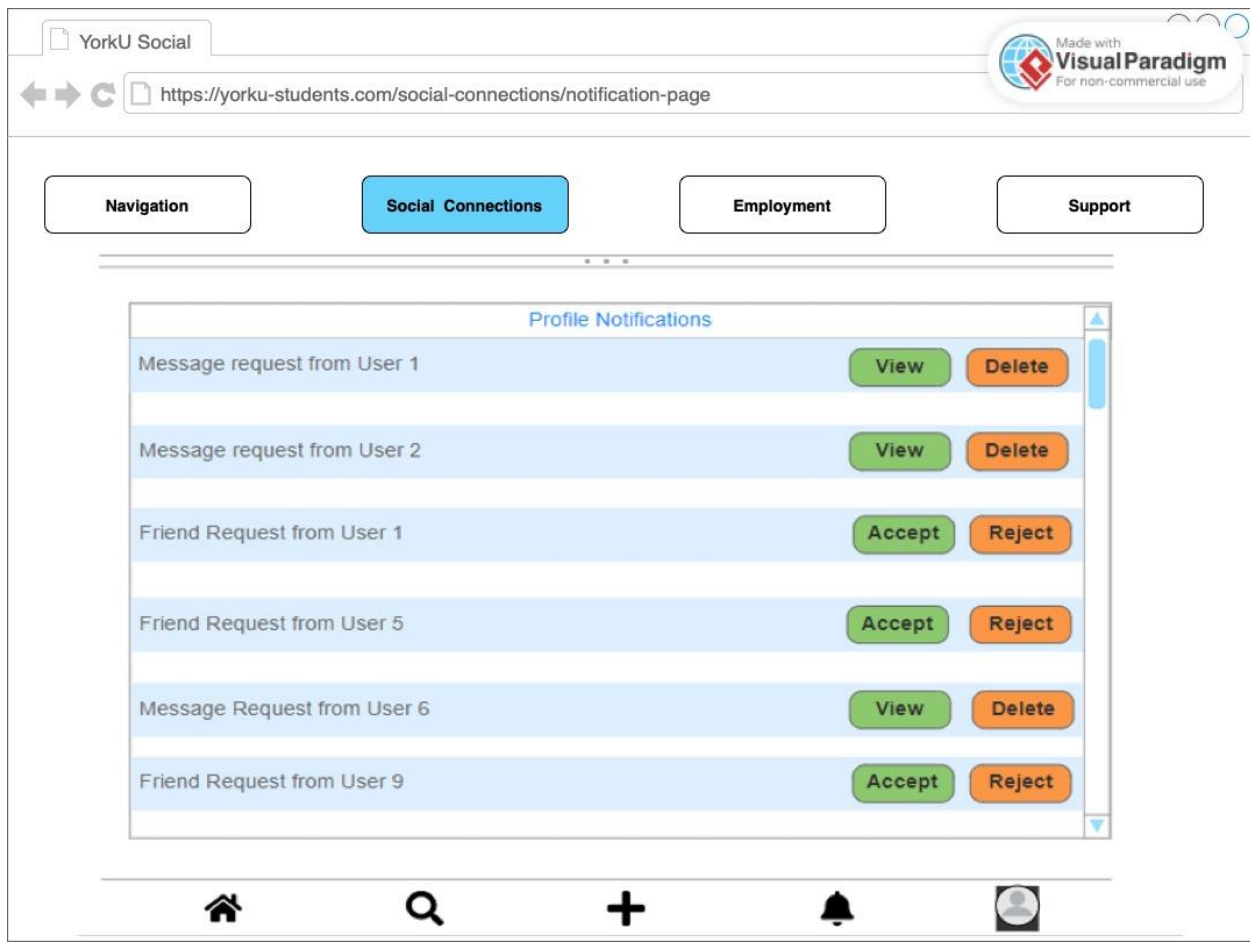 YorkU Social
Made with
Visual Paradigm
For non-commercial use
https://yorku-students.com/social-connections/notification-page
Navigation
Social Connections
Employment
Support
Profile Notifications
Message request from User 1 View Delete
Message request from User 2 View Delete
Friend Request from User 1 Accept Reject
Friend Request from User 5 Accept Reject
Message Request from User 6 View Delete
Friend Request from User 9 Accept Reject